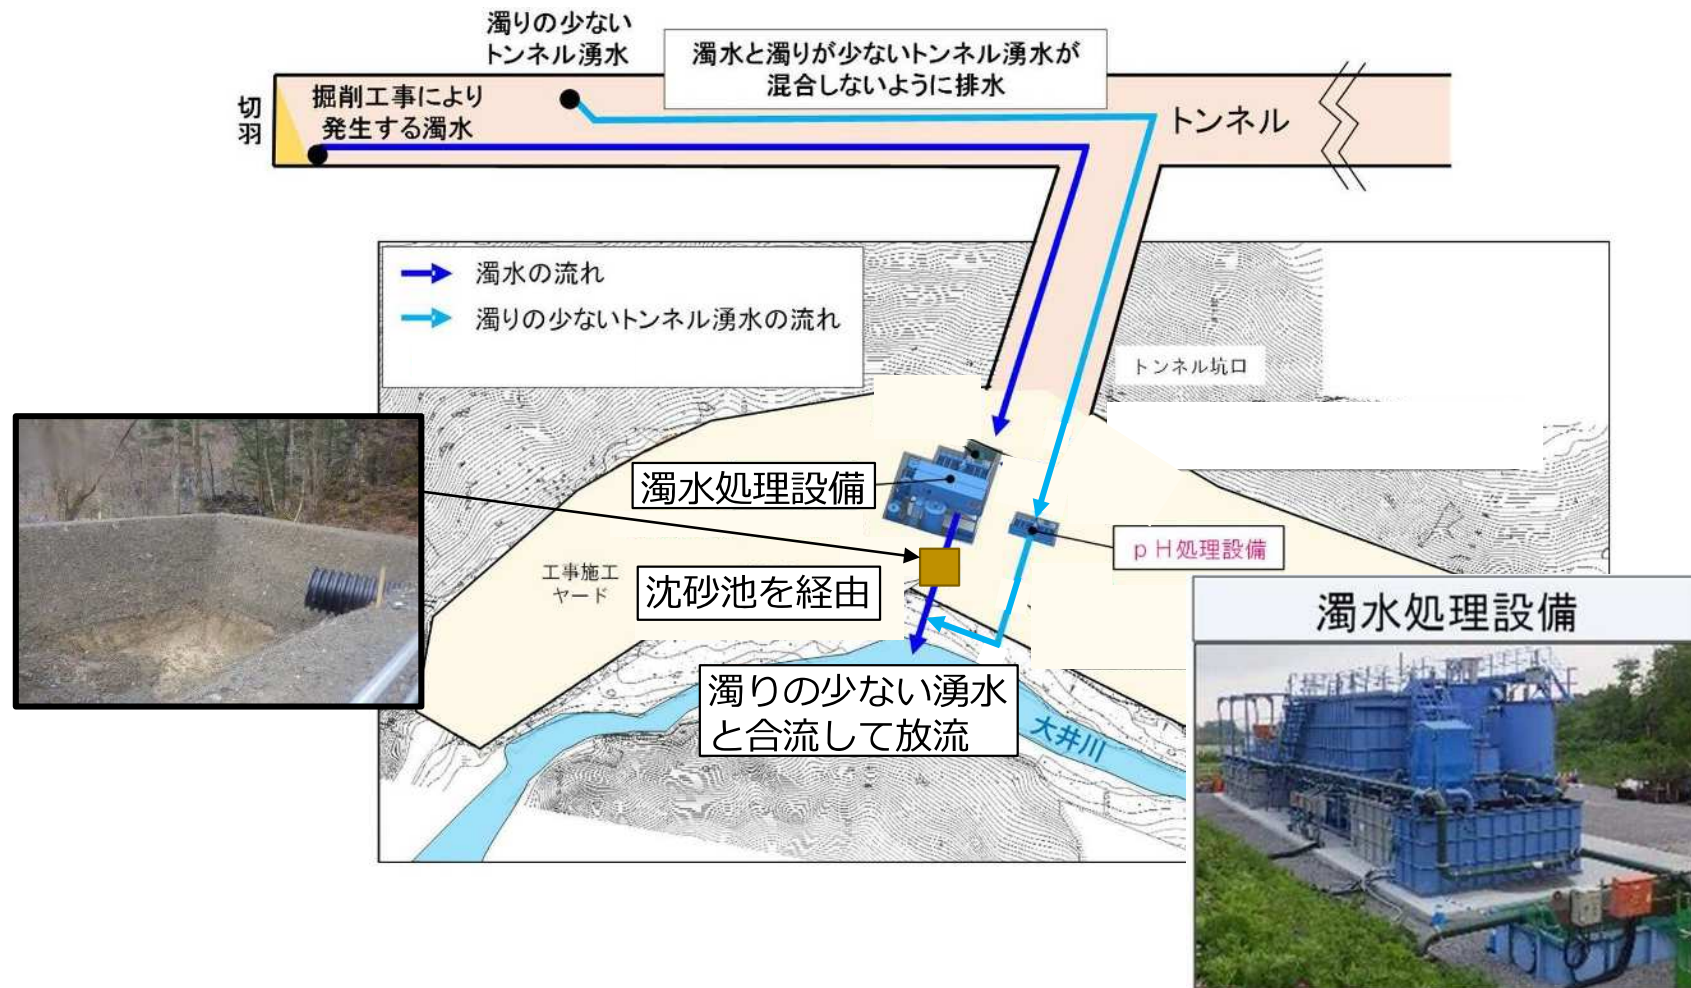 濁りの少ない
トンネル湧水
濁水と濁りが少ないトンネル湧水が
混合しないように排水
切羽
掘削工事により
発生する濁水
トンネル
濁水の流れ
濁りの少ないトンネル湧水の流れ
トンネル坑口
濁水処理設備
pH処理設備
工事施工
ヤード
沈砂池を経由
濁りの少ない湧水
と合流して放流
大井川
濁水処理設備